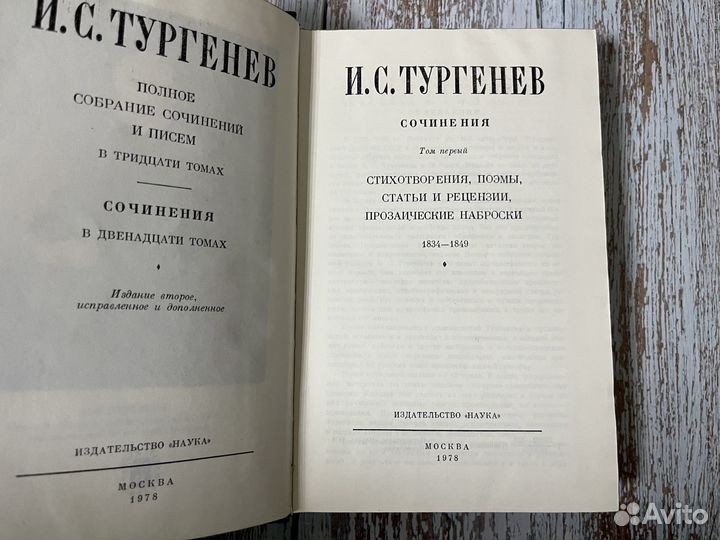 И.С.ТУРГЕНЕВ
ПОЛНОЕ
СОБРАНИЕ СОЧИНЕНИЙ
И ПИСЕМ
В ТРИДЦАТИ ТОМАХ
СОЧИНЕНИЯ
В ДВЕНАДЦАТИ ТОМАХ
Издание второе,
исправленное и дополненное
ИЗДАТЕЛЬСТВО «НАУКА»
МОСКВА
1978
И.С.ТУРГЕНЕВ
СОЧИНЕНИЯ
Том первый
СТИХОТВОРЕНИЯ, ПОЭМЫ,
СТАТЬИ И РЕЦЕНЗИИ,
ПРОЗАИЧЕСКИЕ НАБРОСКИ
1834—1849
ИЗДАТЕЛЬСТВО «НАУКА»
МОСКВА
1978
Avito